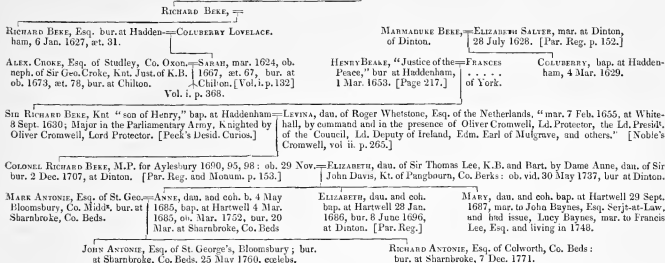 RICHARD BEKE, ═
RICHARD BEKE, Esq. bur. at Hadden-═COLUBERRY LOVELACE. MARMADUKE BEKE,═ELIZABETH SALTER, mar. at Dinton,
ham, 6 Jan. 1627, æt. 31. of Dinton. 28 July 1628. [Par. Reg. p. 152.]
ALEX. CROKE, Esq. of Studley, Co. Oxon.═SARAH, mar. 1624, ob. HENRY BEAKE, "Justice of the═FRANCES COLUBERRY, bap. at Hadden-
neph. of Sir Geo. Croke, Knt. Just. of K.B. 1667, æt. 67, bur. at Peace," bur at Haddenham, . . . . . ham, 4 Mar. 1629.
ob. 1673, æt. 78, bur. at Chilton. Chilton. [Vol. i. p. 132] 1 Mar. 1653. [Page 217.] of York.
Vol. i. p. 368.
SIR RICHARD BEKE, Knt "son of Henry," bap. at Haddenham═LEVINA, dau. of Roger Whetstone, Esq. of the Netherlands, "mar. 7 Feb. 1655, at White-
8 Sept. 1630; Major in the Parliamentary Army, Knighted by hall, by command and in the presence of Oliver Cromwell, Ld. Protector, the Ld. Presidt.
Oliver Cromwell, Lord Protector. [Peck's Desid. Curios.] of the Council, Ld. Deputy of Ireland, Edm. Earl of Mulgrave, and others." [Noble's
Cromwell, vol ii. p. 265.]
COLONEL RICHARD BEKE, M.P. for Aylesbury 1690, 95, 98: ob. 29 Nov.═ELIZABETH, dau. of Sir Thomas Lee, K.B. and Bart. by Dame Anne, dau. of Sir
bur. 2 Dec. 1707, at Dinton. [Par. Reg. and Monum. p. 153.] John Davis, Kt. of Pangbourn, Co. Berks: ob. vid. 30 May 1737, bur at Dinton.
MARK ANTONIE, Esq. of St. Geo.═ANNE, dau. and coh. b. 4 May ELIZABETH, dau. and coh. MARY, dau. and coh. bap. at Hartwell 29 Sept.
Bloomsbury, Co. Middx. bur. at 1685, bap. at Hartwell 4 Mar. bap. at Hartwell 28 Jan. 1687, mar. to John Baynes, Esq. Serjt-at-Law,
Sharnbroke, Co. Beds. 1685, ob. Mar. 1752, bur. 20 1686, bur. 8 June 1696, and had issue, Lucy Baynes, mar. to Francis
Mar. at Sharnbroke, Co. Beds at Dinton. [Par. Reg.] Lee, Esq. and living in 1748.
JOHN ANTONIE, Esq. of St. George's, Bloomsbury; bur. RICHARD ANTONIE, Esq. of Colworth, Co. Beds:
at Sharnbroke, Co. Beds. 25 May 1760, cœlebs. bur. at Sharnbroke, 7 Dec. 1771.